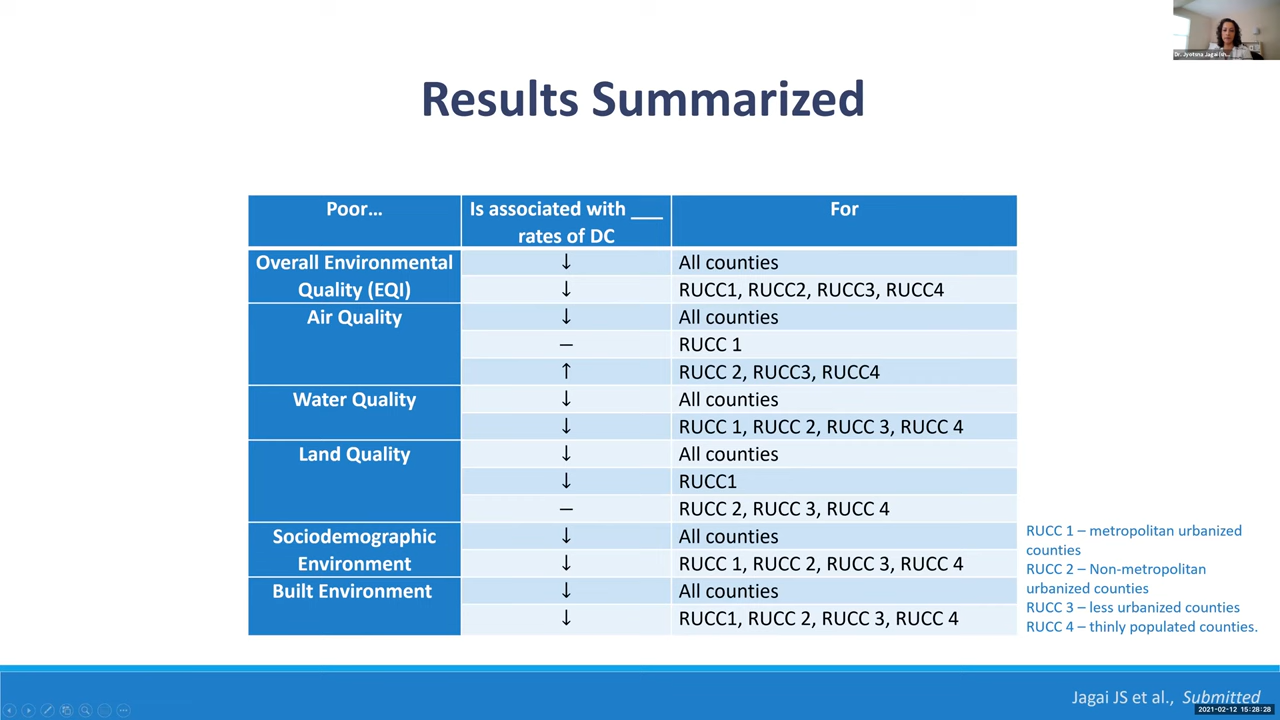 Dr. Jyotsna Jagai
Results Summarized
Poor…
Is associated with ___
rates of DC
For
Overall Environmental
Quality (EQI)
↓
All counties
↓
RUCC1, RUCC2, RUCC3, RUCC4
Air Quality
↓
All counties
–
RUCC 1
↑
RUCC 2, RUCC3, RUCC4
Water Quality
↓
All counties
↓
RUCC 1, RUCC 2, RUCC 3, RUCC 4
Land Quality
↓
All counties
↓
RUCC1
–
RUCC 2, RUCC 3, RUCC 4
Sociodemographic
Environment
↓
All counties
↓
RUCC 1, RUCC 2, RUCC 3, RUCC 4
Built Environment
↓
All counties
↓
RUCC1, RUCC 2, RUCC 3, RUCC 4
RUCC 1 – metropolitan urbanized
counties
RUCC 2 – Non-metropolitan
urbanized counties
RUCC 3 – less urbanized counties
RUCC 4 – thinly populated counties.
Jagai JS et al., Submitted
2021-02-12 15:28:28